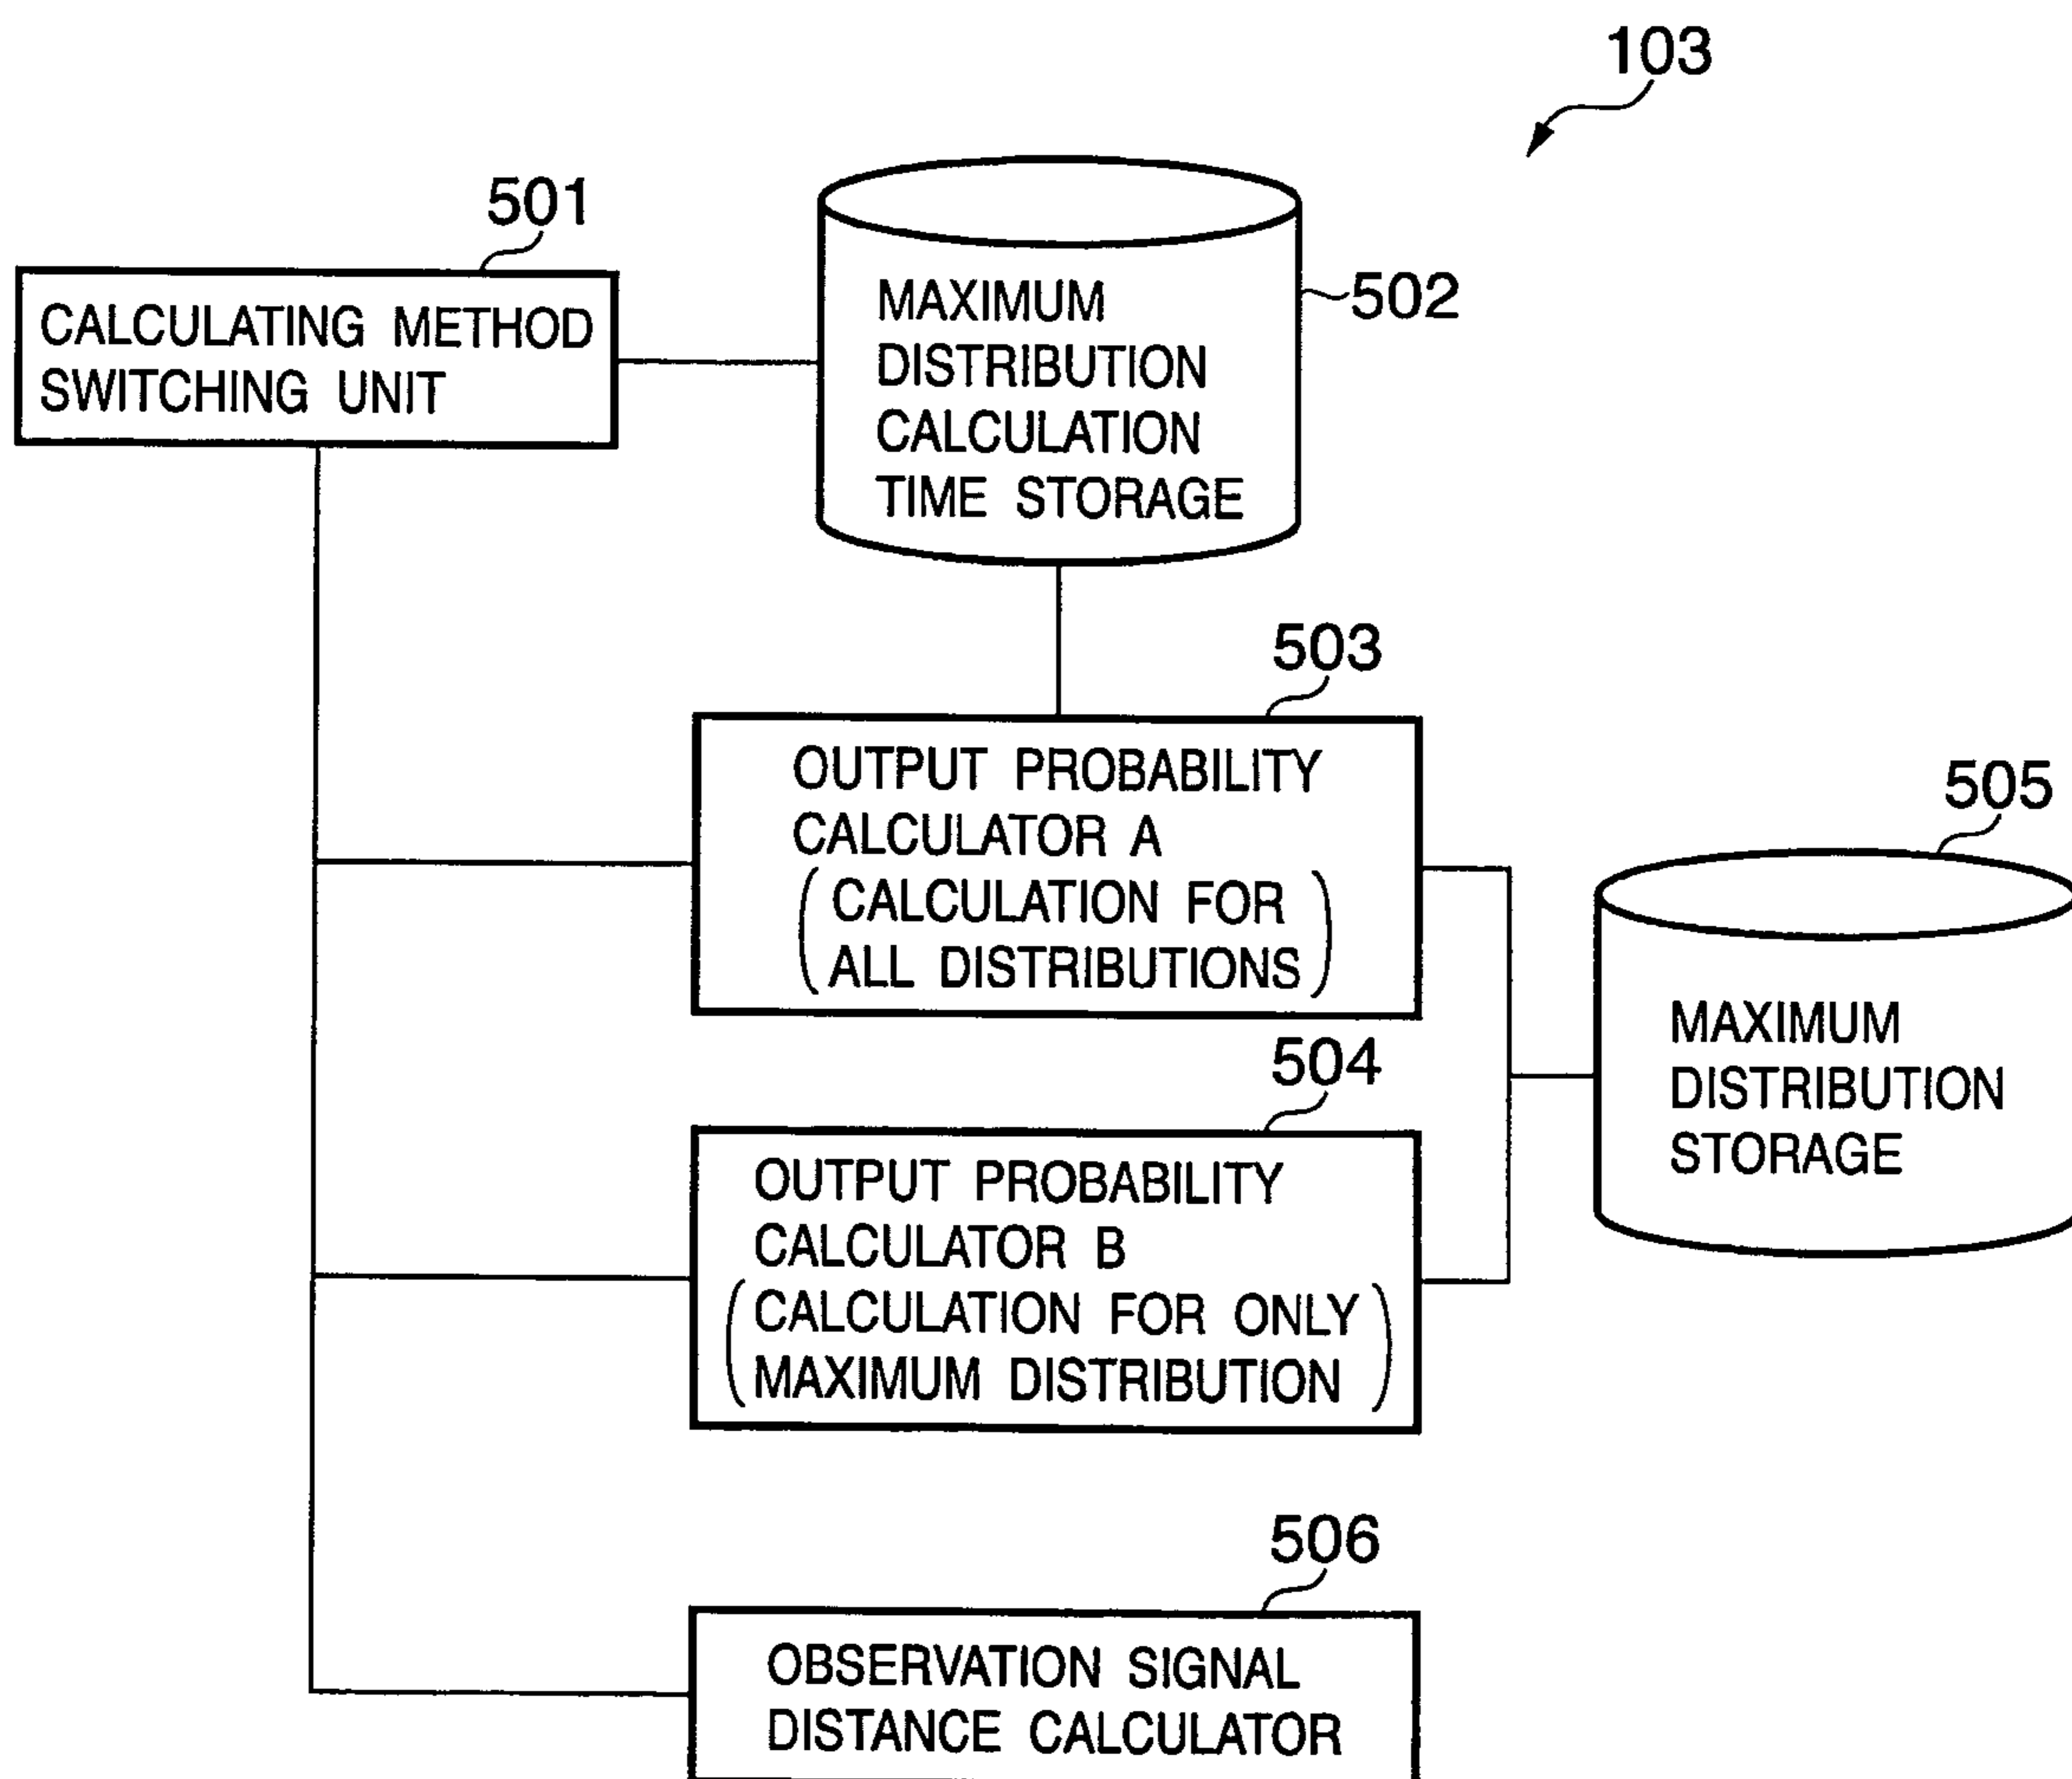 103
501
CALCULATING METHOD
SWITCHING UNIT
502
MAXIMUM
DISTRIBUTION
CALCULATION
TIME STORAGE
503
OUTPUT PROBABILITY
CALCULATOR A
( CALCULATION FOR
ALL DISTRIBUTIONS )
505
MAXIMUM
DISTRIBUTION
STORAGE
504
OUTPUT PROBABILITY
CALCULATOR B
( CALCULATION FOR ONLY
MAXIMUM DISTRIBUTION )
506
OBSERVATION SIGNAL
DISTANCE CALCULATOR